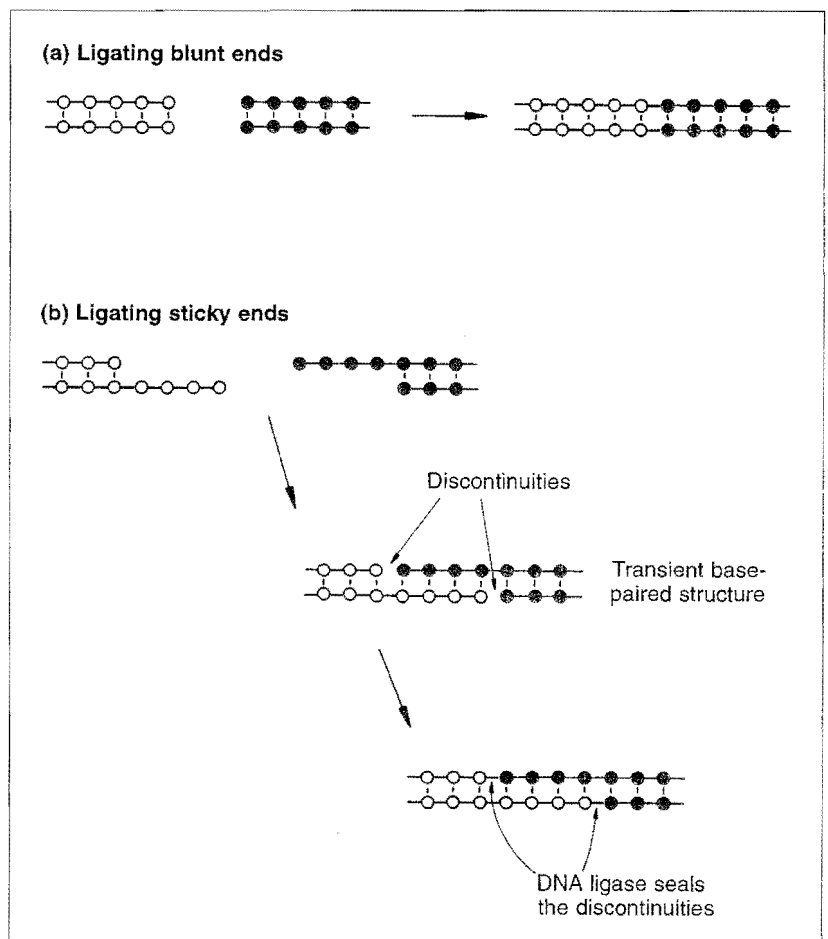 (a) Ligating blunt ends
(b) Ligating sticky ends
Discontinuities
Transient base-
paired structure
DNA ligase seals
the discontinuities